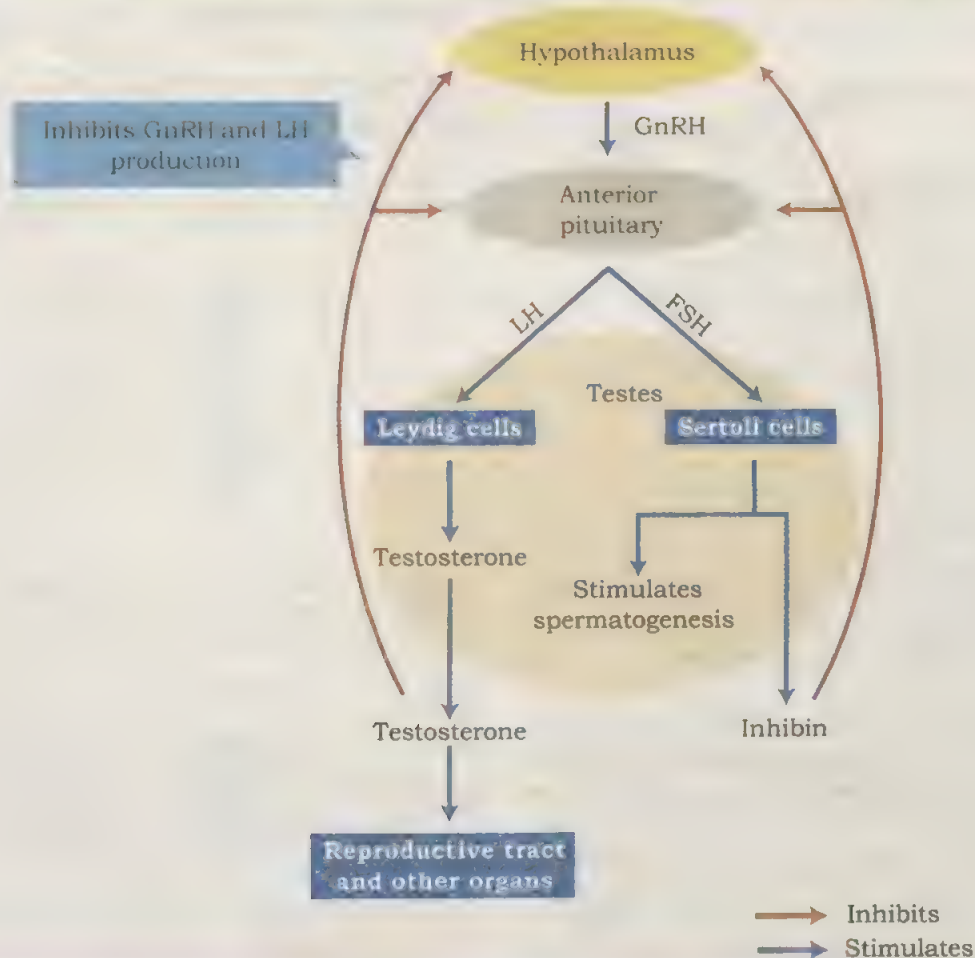 Hypothalamus
Inhibits GnRH and LH
production
GnRH
Anterior
pituitary
LH
FSH
Testes
Leydig cells
Sertoli cells
Testosterone
Stimulates
spermatogenesis
Testosterone
Inhibin
Reproductive tract
and other organs
Inhibits
Stimulates